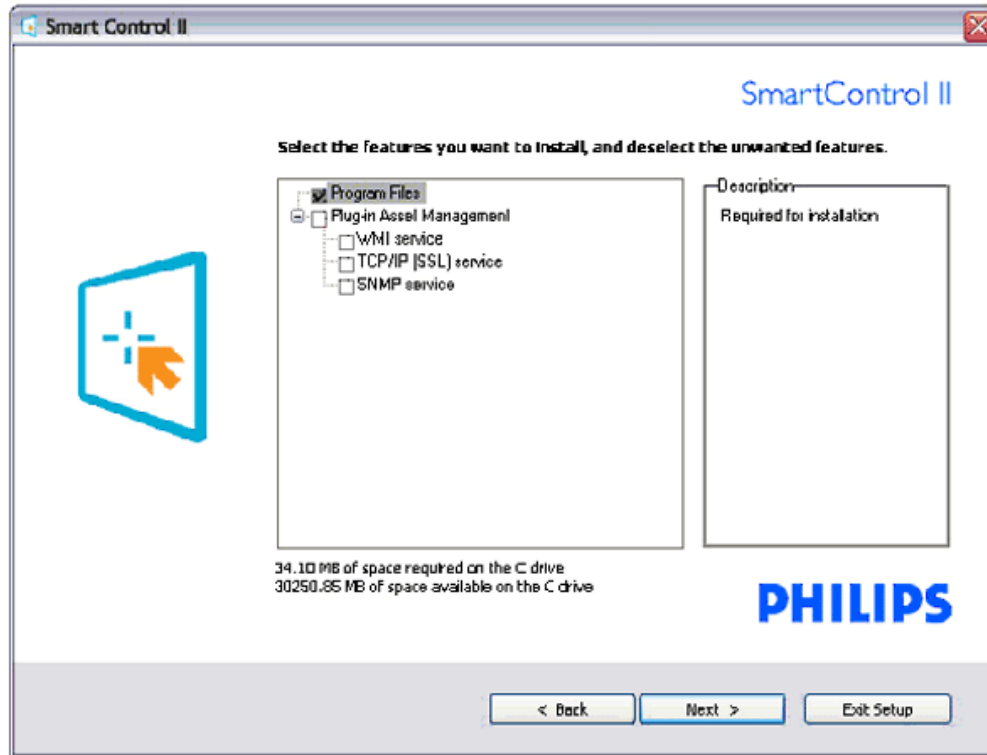 Smart Control II
SmartControl II
Select the features you want to install, and deselect the unwanted features.
Program Files
Plug-in Asset Management
WMI service
TCP/IP (SSL) service
SNMP service
Description
Required for installation
34.10 MB of space required on the C drive
30250.85 MB of space available on the C drive
PHILIPS
< Back
Next >
Exit Setup